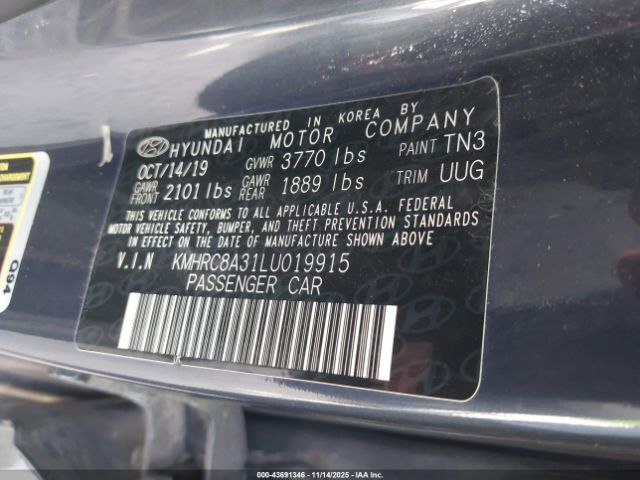 MANUFACTURED IN KOREA BY
HYUNDAI MOTOR COMPANY
OCT/14/19 GVWR 3770 lbs PAINT TN3
GAWR FRONT 2101 lbs GAWR REAR 1889 lbs TRIM UUG
THIS VEHICLE CONFORMS TO ALL APPLICABLE U.S.A. FEDERAL
MOTOR VEHICLE SAFETY, BUMPER, AND THEFT PREVENTION STANDARDS
IN EFFECT ON THE DATE OF MANUFACTURE SHOWN ABOVE.
V.I.N KMHRC8A31LU019915
PASSENGER CAR
Q94
000-43691346 - 11/14/2025 - IAAI.CA